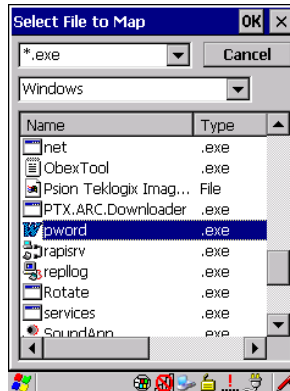 Select File to Map OK ×
*.exe Cancel
Windows
Name Type
net .exe
ObexTool .exe
Psion Teklogix Imag... File
PTX.ARC.Downloader .exe
pword .exe
rapisrv .exe
repllog .exe
Rotate .exe
services .exe
SoundApp .exe